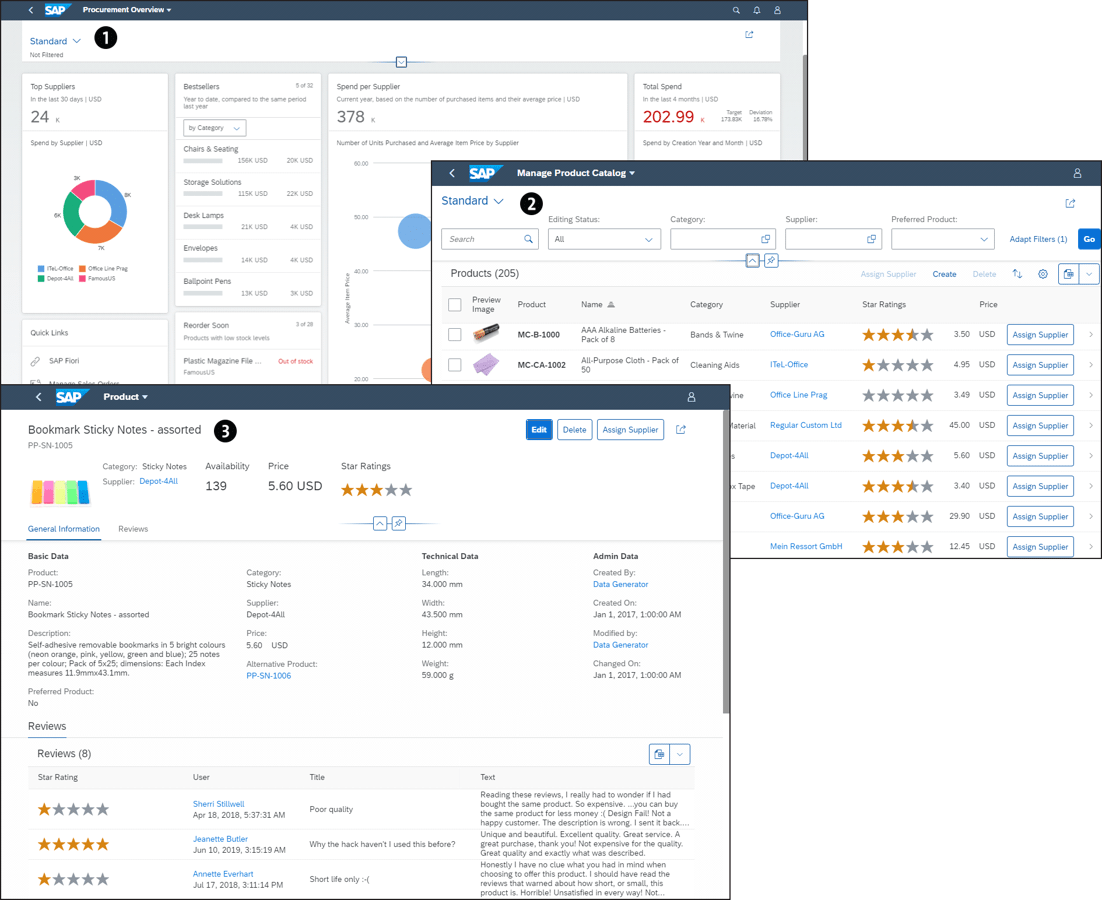 SAP Procurement Overview
Standard
1
Not Filtered
Top Suppliers
In the last 30 days | USD
24 K
Spend by Supplier | USD
3K
8K
6K
7K
ITeL-Office Office Line Prag
Depot-4All FamousUS
Quick Links
SAP Fiori
Manage Sales Orders
Bestsellers 5 of 32
Year to date, compared to the same period
last year
by Category
Chairs & Seating
156K USD 20K USD
Storage Solutions
115K USD 22K USD
Desk Lamps
21K USD 4K USD
Envelopes
14K USD 4K USD
Ballpoint Pens
13K USD 3K USD
Reorder Soon 3 of 28
Products with low stock levels
Plastic Magazine File ... Out of stock
FamousUS
Spend per Supplier
Current year, based on the number of purchased items and their average price | USD
378 K
Number of Units Purchased and Average Item Price by Supplier
60.00
50.00
40.00
30.00
20.00
Average Item Price
Total Spend
In the last 4 months | USD
202.99 K
Target Deviation
173.83K 16.78%
Spend by Creation Year and Month | USD
SAP Manage Product Catalog
Standard
2
Editing Status: Category: Supplier: Preferred Product:
Search All Adapt Filters (1) Go
Products (205) Assign Supplier Create Delete
Preview
Image Product Name Category Supplier Star Ratings Price
MC-B-1000 AAA Alkaline Batteries -
Pack of 8 Bands & Twine Office-Guru AG 3.50 USD Assign Supplier
MC-CA-1002 All-Purpose Cloth - Pack of
50 Cleaning Aids ITeL-Office 4.95 USD Assign Supplier
wine Office Line Prag 3.49 USD Assign Supplier
Material Regular Custom Ltd 45.00 USD Assign Supplier
es Depot-4All 5.60 USD Assign Supplier
ox Tape Depot-4All 3.40 USD Assign Supplier
Office-Guru AG 29.90 USD Assign Supplier
Mein Ressort GmbH 12.45 USD Assign Supplier
SAP Product
Bookmark Sticky Notes - assorted
3
Edit Delete Assign Supplier
PP-SN-1005
Category: Sticky Notes
Supplier: Depot-4All
Availability
139
Price
5.60 USD
Star Ratings
General Information Reviews
Basic Data
Product:
PP-SN-1005
Name:
Bookmark Sticky Notes - assorted
Description:
Self-adhesive removable bookmarks in 5 bright colours
(neon orange, pink, yellow, green and blue); 25 notes
per colour; Pack of 5x25; dimensions: Each Index
measures 11.9mmx43.1mm.
Preferred Product:
No
Category:
Sticky Notes
Supplier:
Depot-4All
Price:
5.60 USD
Alternative Product:
PP-SN-1006
Technical Data
Length:
34.000 mm
Width:
43.500 mm
Height:
12.000 mm
Weight:
59.000 g
Admin Data
Created By:
Data Generator
Created On:
Jan 1, 2017, 1:00:00 AM
Modified by:
Data Generator
Changed On:
Jan 1, 2017, 1:00:00 AM
Reviews
Reviews (8)
Star Rating User Title Text
Sherri Stillwell
Apr 18, 2018, 5:37:31 AM
Poor quality
Reading these reviews, I really had to wonder if I had
bought the same product. So expensive. ...you can buy
the same product for less money :( Design Fail! Not a
happy customer. The description is wrong. I sent it back....
Jeanette Butler
Jun 10, 2019, 3:15:19 AM
Why the hack haven't I used this before?
Unique and beautiful. Excellent quality. Great service. A
great purchase, thank you! Not expensive for the quality.
Great quality and exactly what was described.
Annette Everhart
Jul 17, 2018, 3:11:14 PM
Short life only :-(
Honestly I have no clue what you had in mind when
choosing to offer this product. I should have read the
reviews that warned about how short, or small, this
product is. Horrible! Unsatisfied in every way! Not...